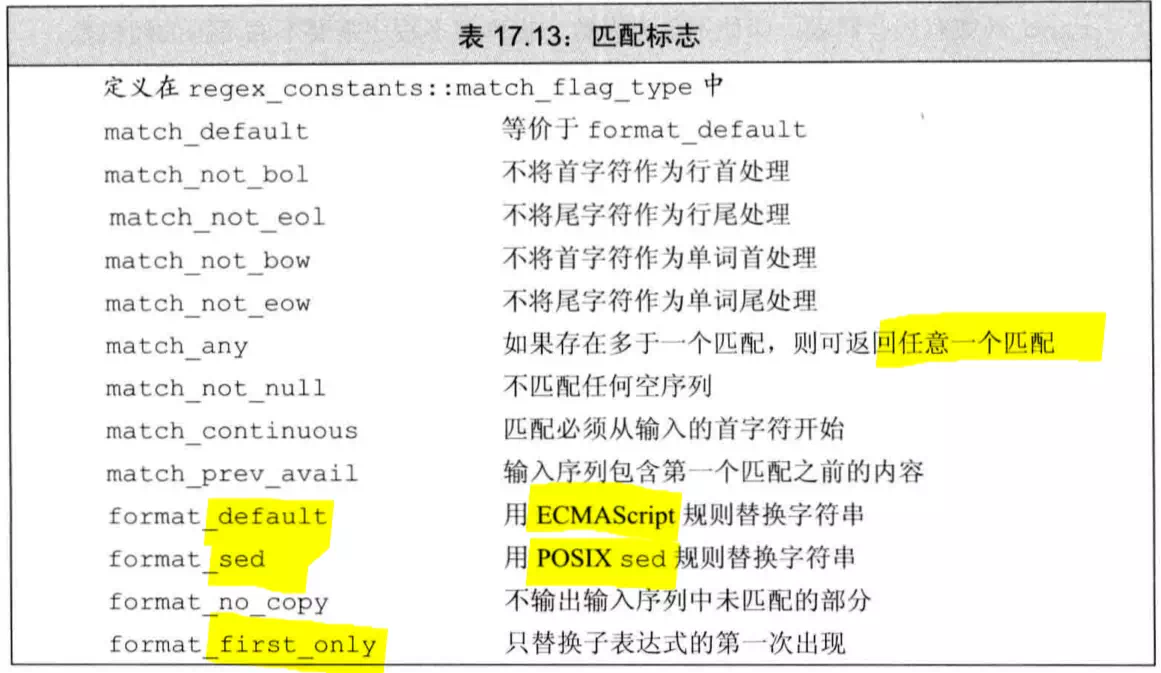 表 17.13：匹配标志
定义在 regex_constants::match_flag_type 中
match_default 等价于 format_default
match_not_bol 不将首字符作为行首处理
match_not_eol 不将尾字符作为行尾处理
match_not_bow 不将首字符作为单词首处理
match_not_eow 不将尾字符作为单词尾处理
match_any 如果存在多于一个匹配，则可返回任意一个匹配
match_not_null 不匹配任何空序列
match_continuous 匹配必须从输入的首字符开始
match_prev_avail 输入序列包含第一个匹配之前的内容
format_default 用 ECMAScript 规则替换字符串
format_sed 用 POSIX sed 规则替换字符串
format_no_copy 不输出输入序列中未匹配的部分
format_first_only 只替换子表达式的第一次出现